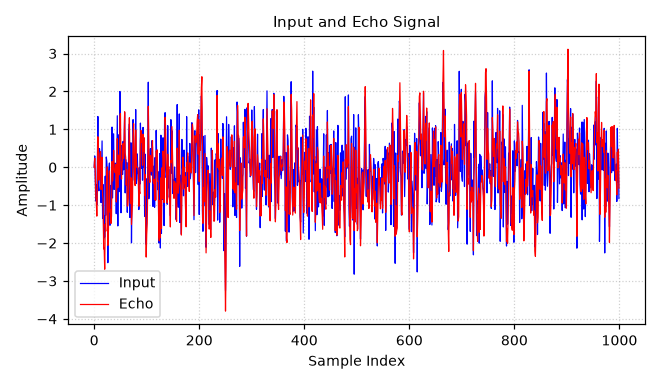 Input and Echo Signal
Amplitude
3
2
1
0
−1
−2
−3
−4
Input
Echo
0
200
400
600
800
1000
Sample Index